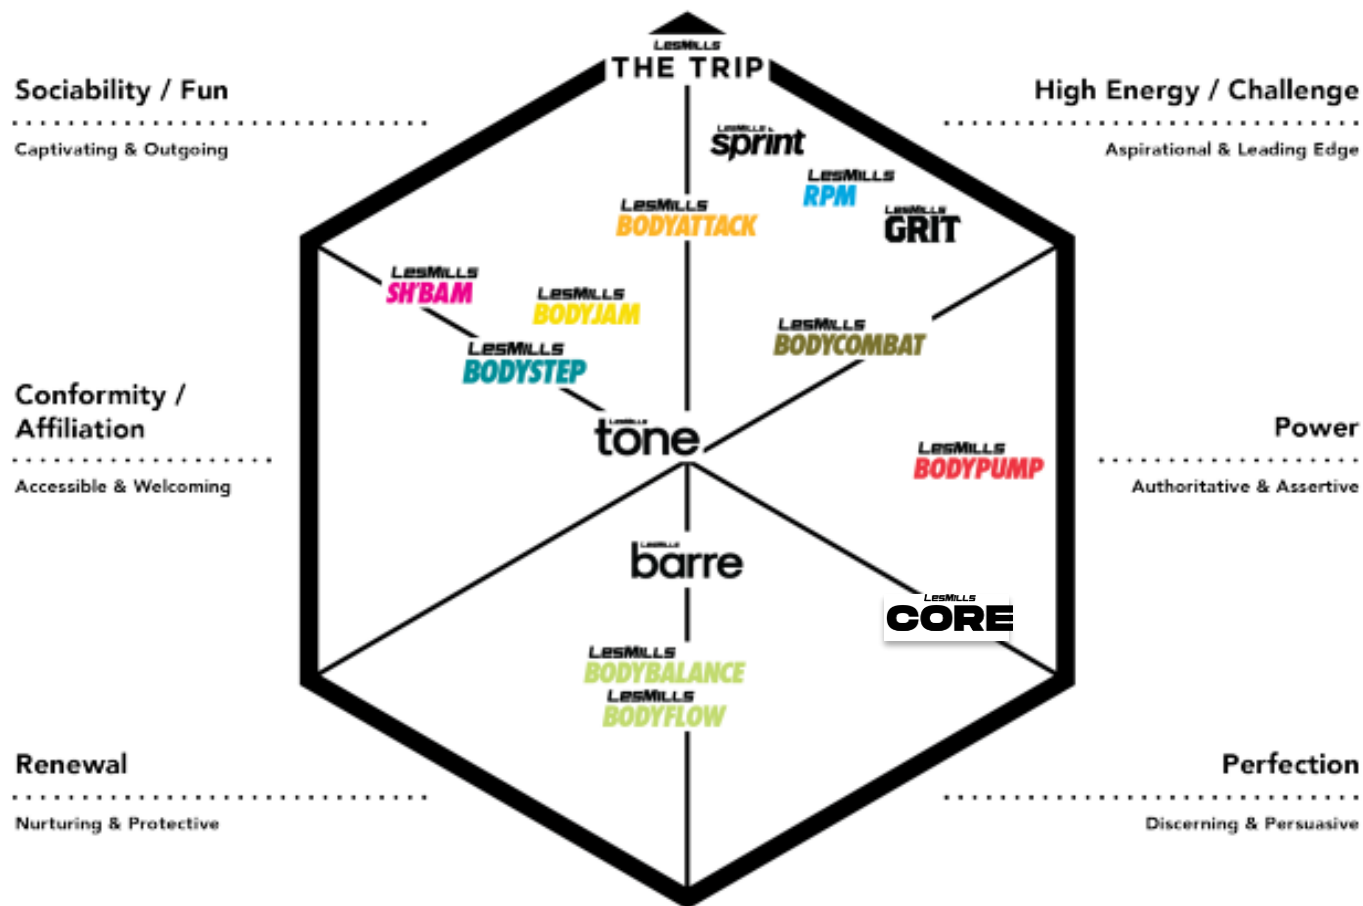 LesMILLS
THE TRIP
Sociability / Fun
Captivating & Outgoing
High Energy / Challenge
Aspirational & Leading Edge
LesMILLS
sprint
LesMILLS
RPM
LesMILLS
BODYATTACK
LesMILLS
GRIT
LesMILLS
SH'BAM
LesMILLS
BODYJAM
LesMILLS
BODYCOMBAT
LesMILLS
BODYSTEP
Conformity /
Affiliation
Accessible & Welcoming
LesMILLS
tone
Power
Authoritative & Assertive
LesMILLS
BODYPUMP
LesMILLS
barre
LesMILLS
CORE
LesMILLS
BODYBALANCE
LesMILLS
BODYFLOW
Renewal
Nurturing & Protective
Perfection
Discerning & Persuasive